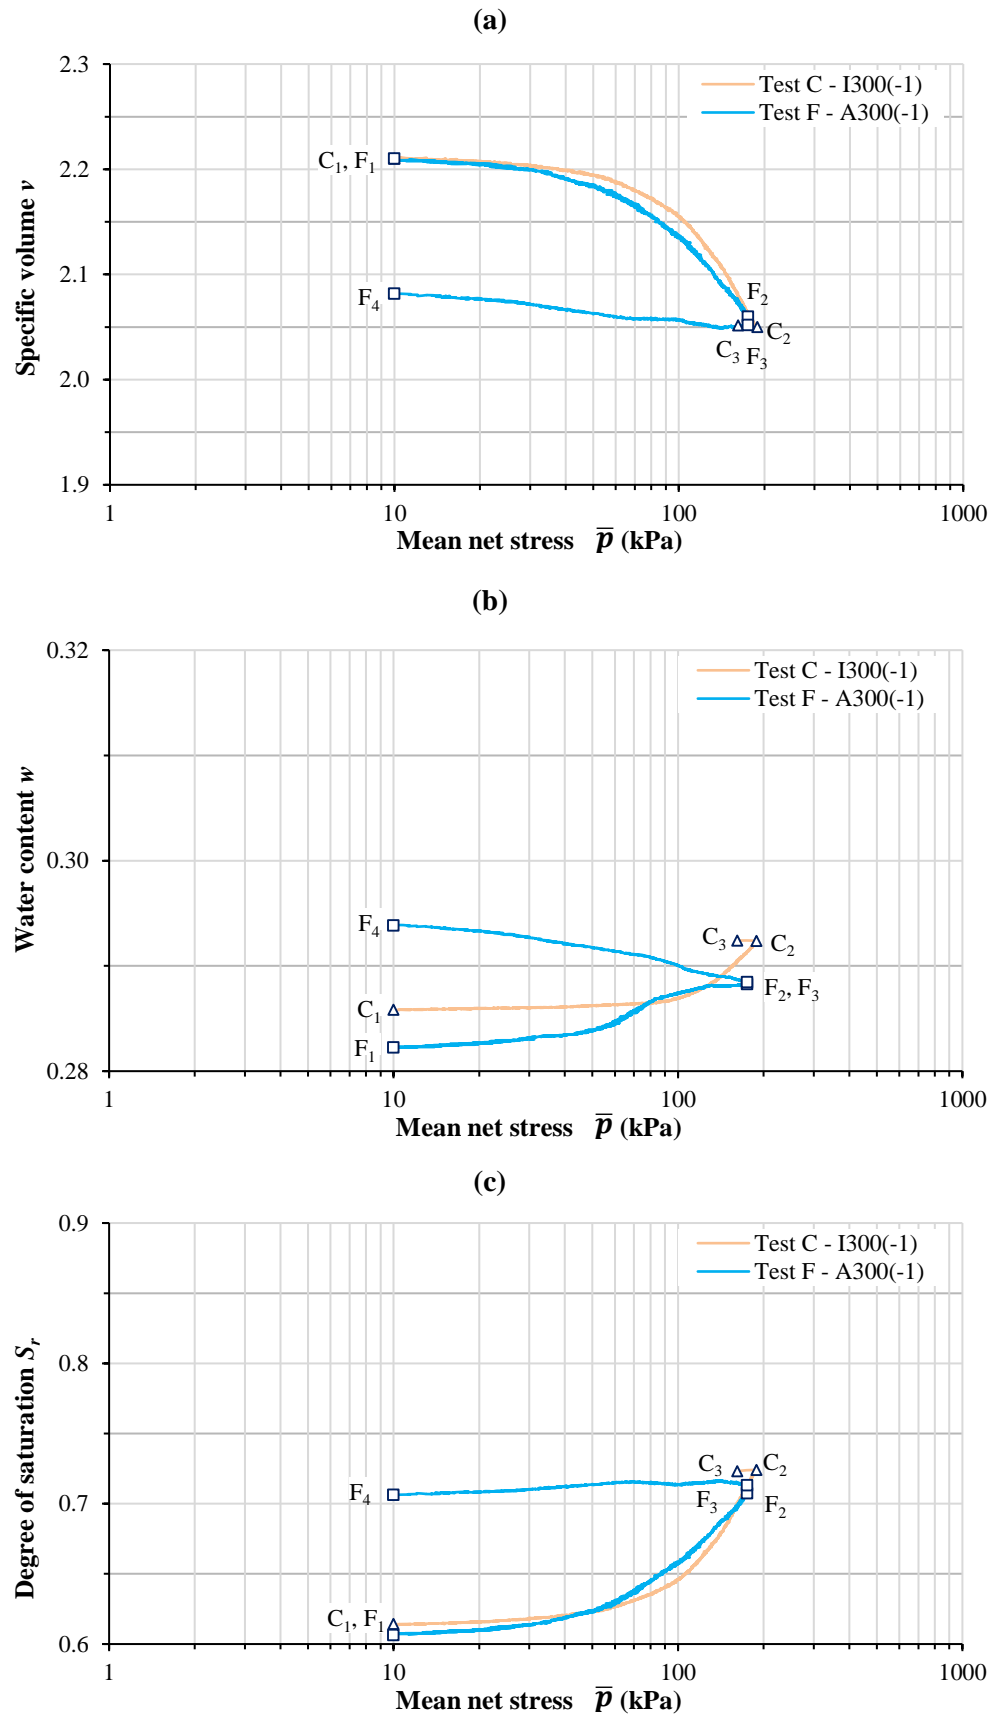 (a)
2.3
Test C - I300(-1)
Test F - A300(-1)
2.2
C₁, F₁
Specific volume v
2.1
F₄
F₂
C₂
C₃ F₃
2.0
1.9
1 10 100 1000
Mean net stress p̅ (kPa)
(b)
0.32
Test C - I300(-1)
Test F - A300(-1)
Water content w
0.30
F₄
C₃ C₂
F₂, F₃
C₁
F₁
0.28
1 10 100 1000
Mean net stress p̅ (kPa)
(c)
0.9
Test C - I300(-1)
Test F - A300(-1)
Degree of saturation Sᵣ
0.8
C₃ C₂
F₄
F₃ F₂
0.7
C₁, F₁
0.6
1 10 100 1000
Mean net stress p̅ (kPa)